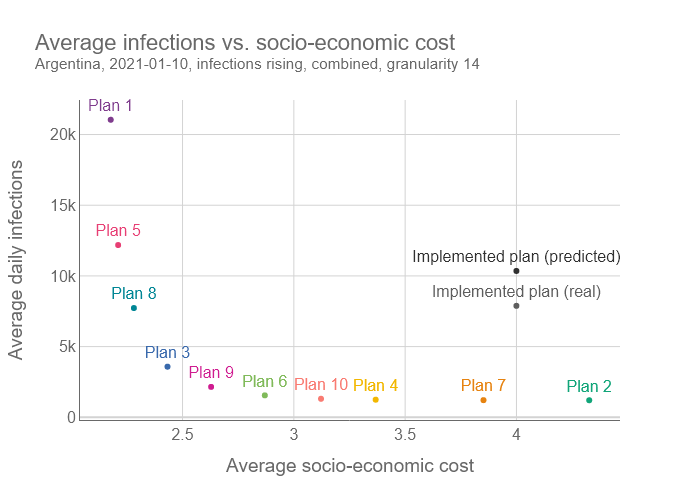 Average infections vs. socio-economic cost
Argentina, 2021-01-10, infections rising, combined, granularity 14
Plan 1
20k
15k
Plan 5
Implemented plan (predicted)
10k
Plan 8
Implemented plan (real)
5k
Plan 3
Plan 9
Plan 6
Plan 10
Plan 4
Plan 7
Plan 2
0
2.5
3
3.5
4
Average daily infections
Average socio-economic cost